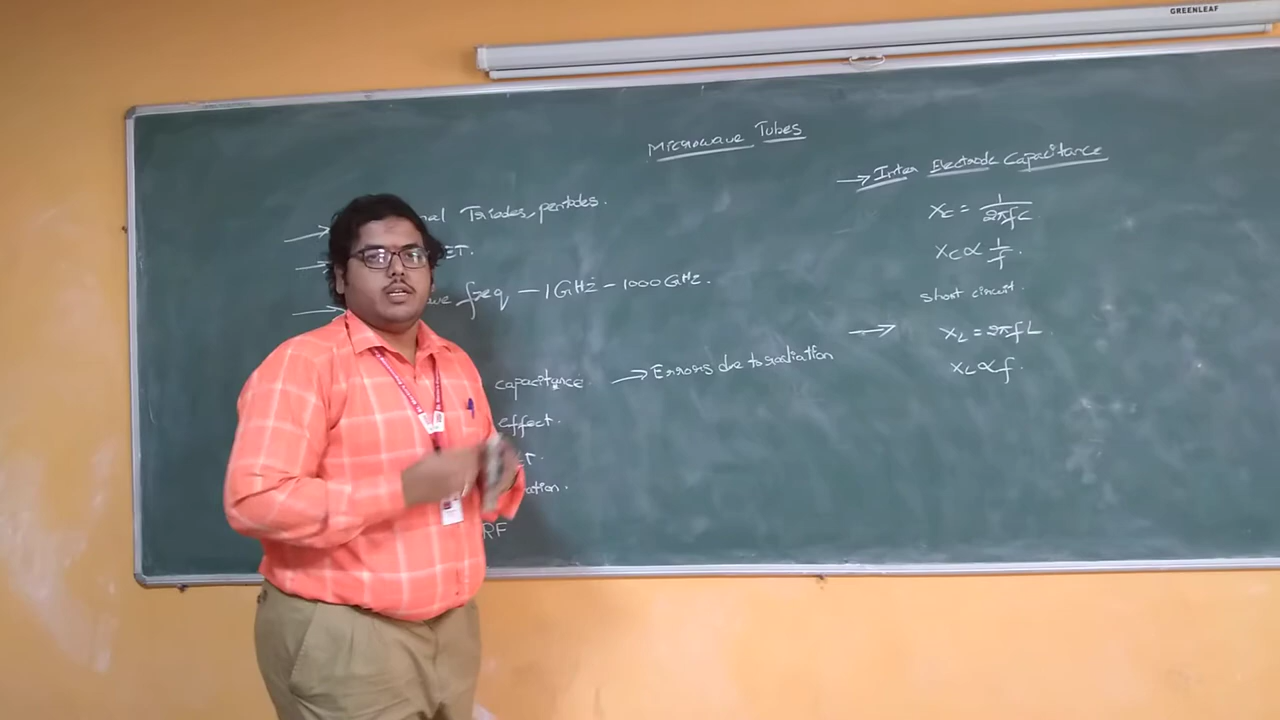 GREENLEAF
Microwave Tubes
nal Triodes, pentodes.
ET.
freq – 1 GHz – 1000 GHz.
capacitance
→ Errors due to radiation
effect.
ation.
RF
→ Inter Electrode Capacitance
Xc = 1/2πfC
Xc ∝ 1/f.
short circuit.
→ XL = 2πfL
XL ∝ f.